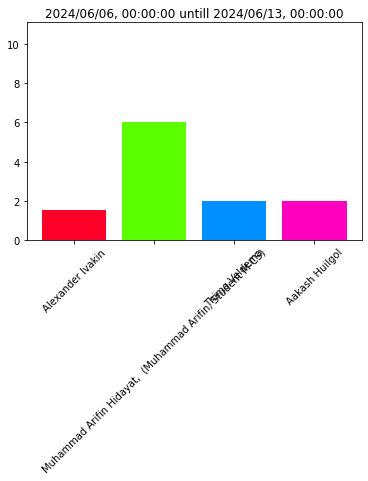 2024/06/06, 00:00:00 untill 2024/06/13, 00:00:00
10
8
6
4
2
0
Alexander Ivakin
Muhammad Arifin Hidayat,  (Muhammad Arifin/Student M-CS)
Aakash Huilgol